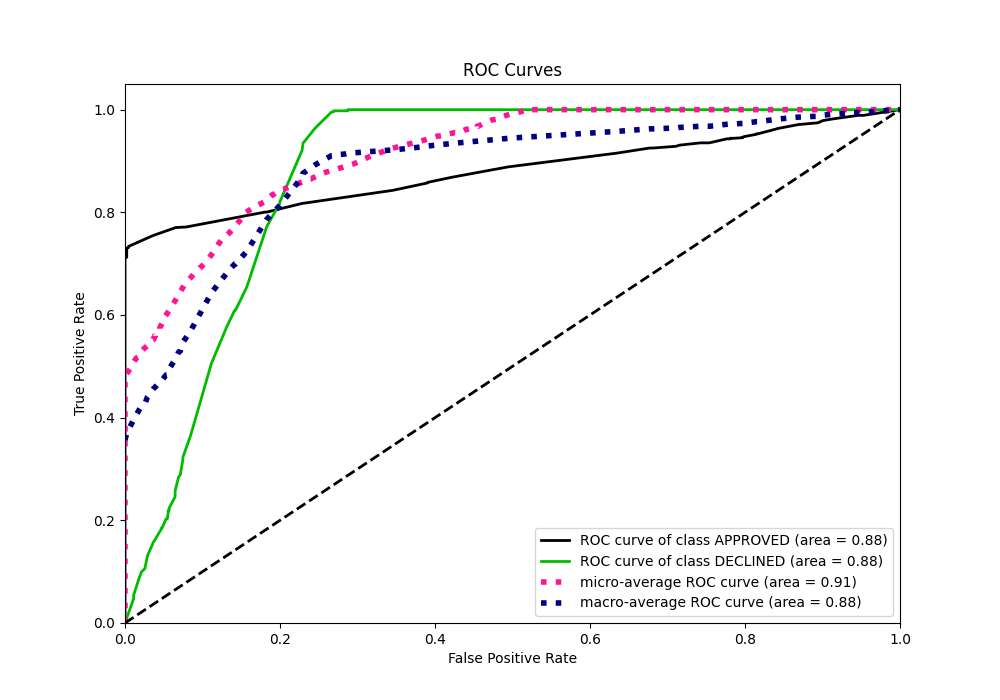 ROC Curves
True Positive Rate
1.0
0.8
0.6
0.4
0.2
0.0
0.0 0.2 0.4 0.6 0.8 1.0
False Positive Rate
ROC curve of class APPROVED (area = 0.88)
ROC curve of class DECLINED (area = 0.88)
micro-average ROC curve (area = 0.91)
macro-average ROC curve (area = 0.88)